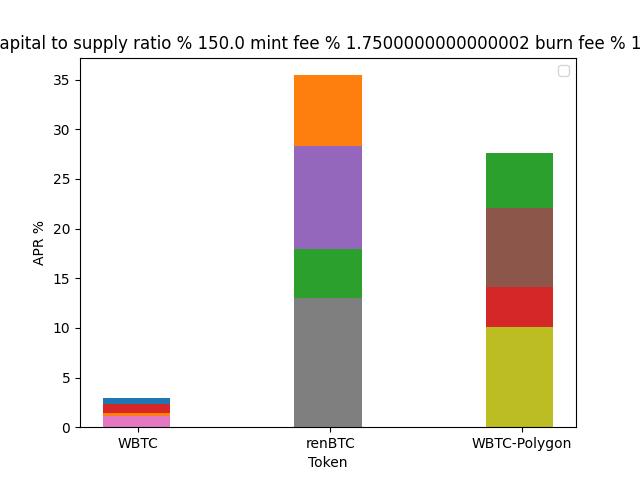 apital to supply ratio % 150.0 mint fee % 1.7500000000000002 burn fee % 1
35
30
25
20
15
10
5
0
APR %
WBTC
renBTC
WBTC-Polygon
Token